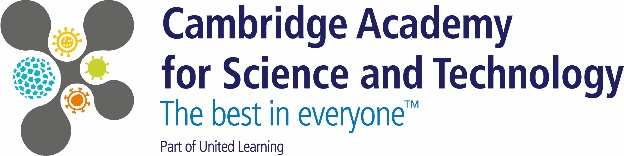 Cambridge Academy
for Science and Technology
The best in everyone™
Part of United Learning